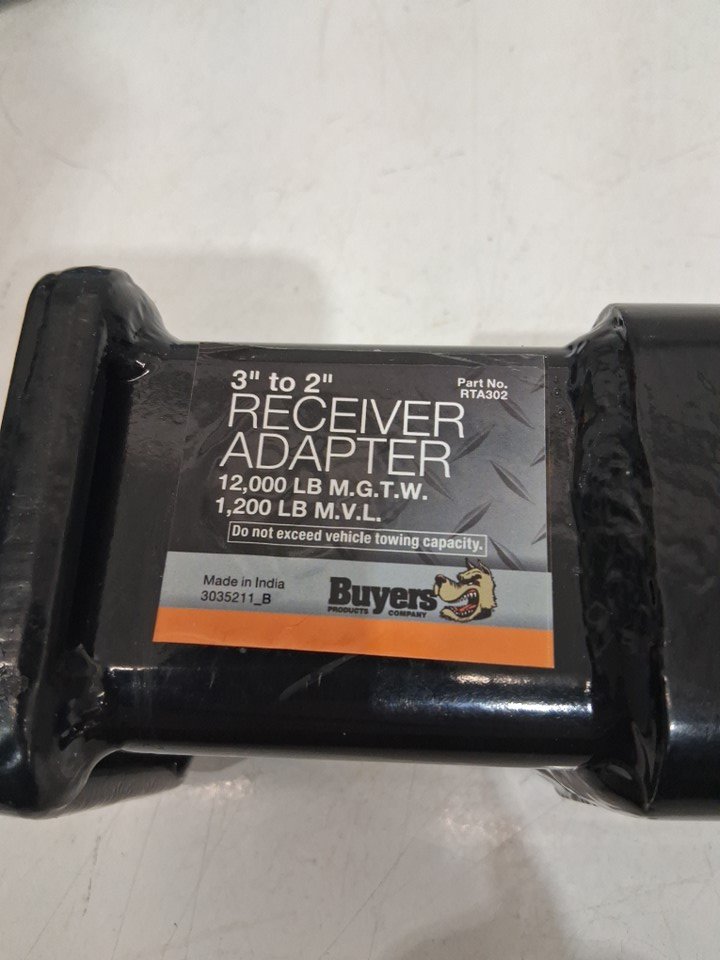 3" to 2"
RECEIVER
ADAPTER
Part No.
RTA302
12,000 LB M.G.T.W.
1,200 LB M.V.L.
Do not exceed vehicle towing capacity.
Made in India
3035211_B
Buyers
PRODUCTS COMPANY